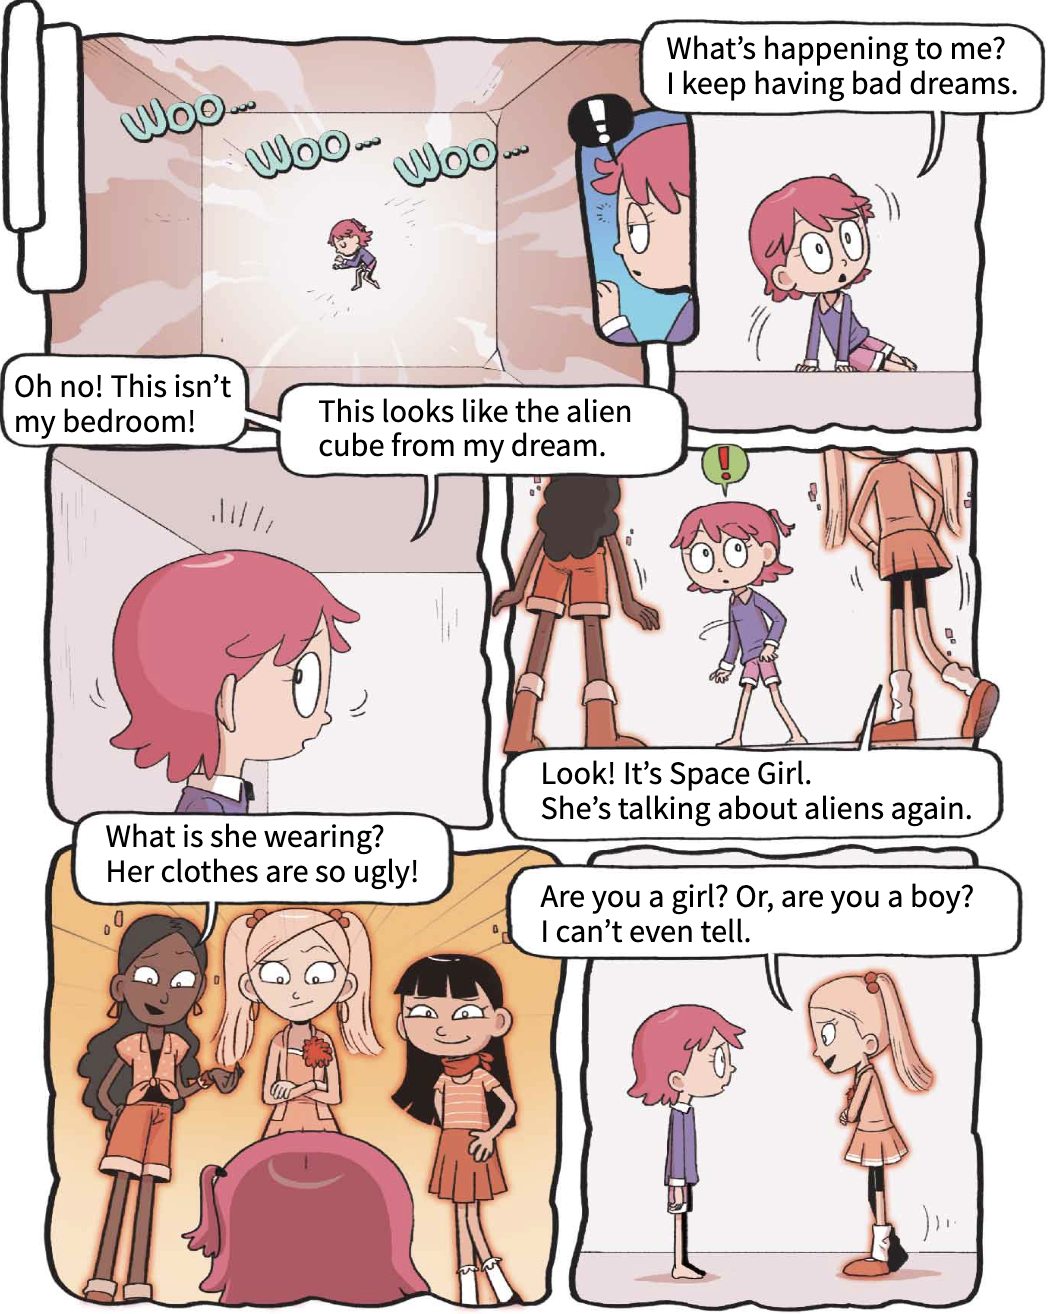 What's happening to me?
I keep having bad dreams.
Woo...
Woo...
Woo...
!
Oh no! This isn't
my bedroom!
This looks like the alien
cube from my dream.
!
Look! It's Space Girl.
She's talking about aliens again.
What is she wearing?
Her clothes are so ugly!
Are you a girl? Or, are you a boy?
I can't even tell.